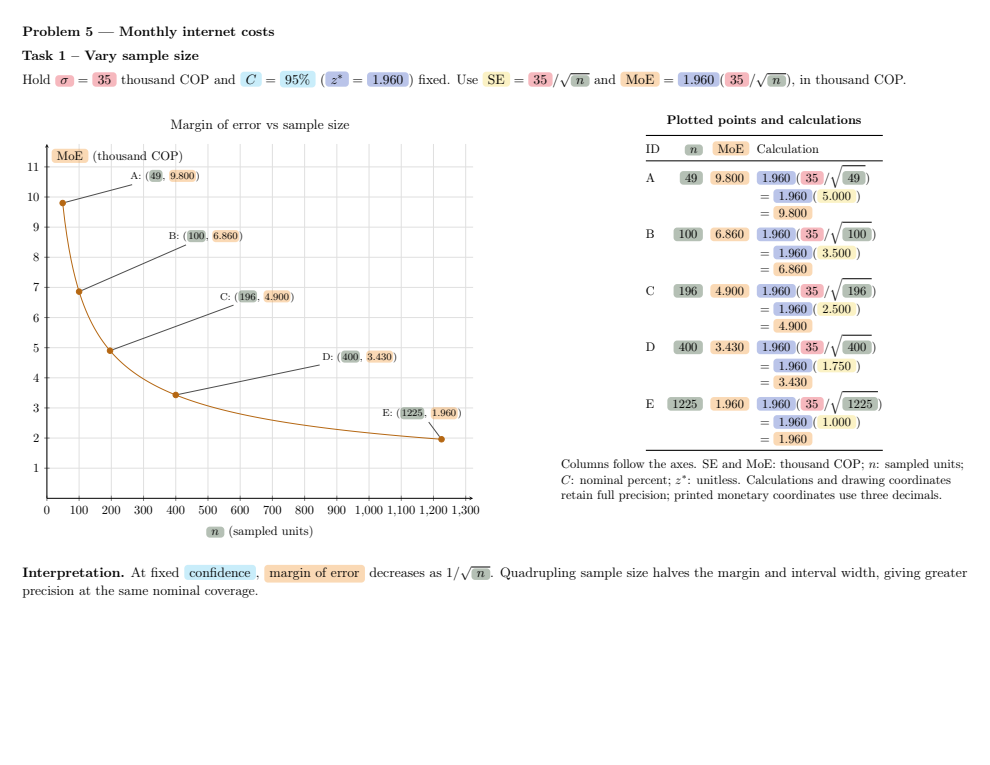 Problem 5 — Monthly internet costs
Task 1 – Vary sample size
Hold σ = 35 thousand COP and C = 95% (z* = 1.960) fixed. Use SE = 35/√n and MoE = 1.960(35/√n), in thousand COP.
Margin of error vs sample size
MoE (thousand COP)
11
10
9
8
7
6
5
4
3
2
1
A: (49, 9.800)
B: (100, 6.860)
C: (196, 4.900)
D: (400, 3.430)
E: (1225, 1.960)
0 100 200 300 400 500 600 700 800 900 1,000 1,100 1,200 1,300
n (sampled units)
Plotted points and calculations
ID n MoE Calculation
A 49 9.800 1.960(35/√49)
= 1.960(5.000)
= 9.800
B 100 6.860 1.960(35/√100)
= 1.960(3.500)
= 6.860
C 196 4.900 1.960(35/√196)
= 1.960(2.500)
= 4.900
D 400 3.430 1.960(35/√400)
= 1.960(1.750)
= 3.430
E 1225 1.960 1.960(35/√1225)
= 1.960(1.000)
= 1.960
Columns follow the axes. SE and MoE: thousand COP; n: sampled units;
C: nominal percent; z*: unitless. Calculations and drawing coordinates
retain full precision; printed monetary coordinates use three decimals.
Interpretation. At fixed confidence, margin of error decreases as 1/√n. Quadrupling sample size halves the margin and interval width, giving greater
precision at the same nominal coverage.